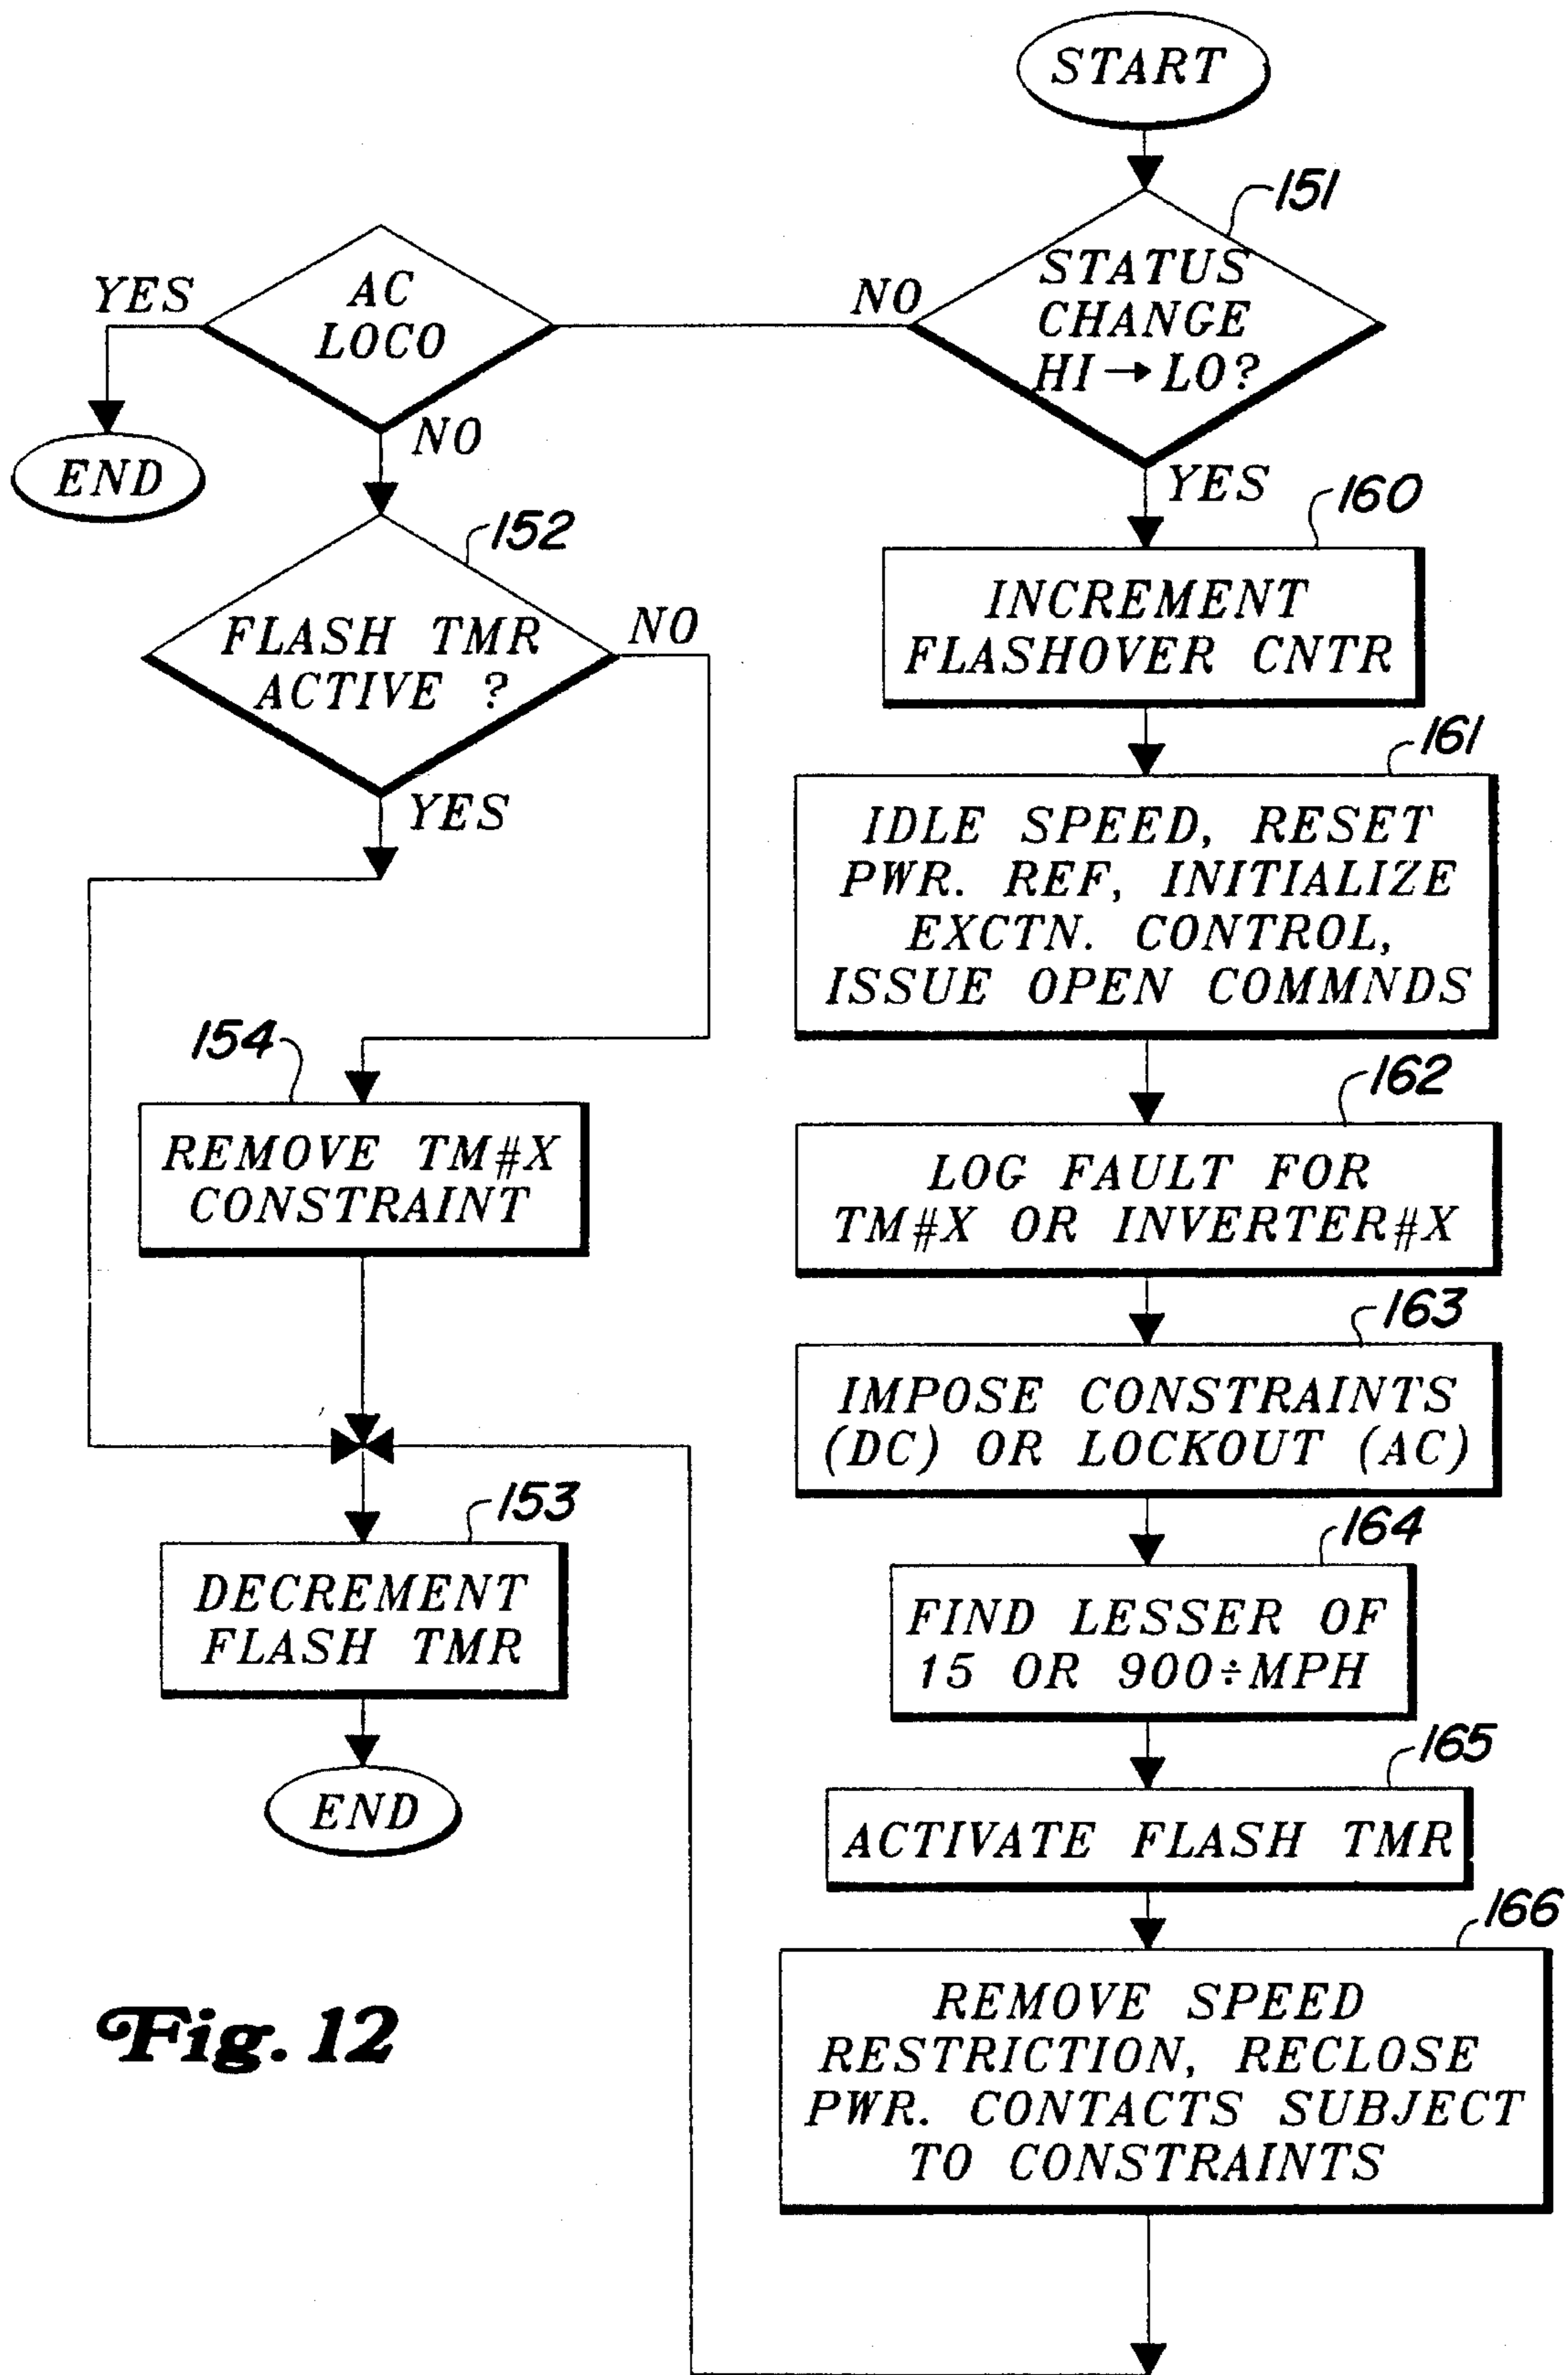 START
151
STATUS
CHANGE
HI → LO?
NO
YES
AC
LOCO
YES
END
NO
152
FLASH TMR
ACTIVE ?
NO
YES
154
REMOVE TM#X
CONSTRAINT
153
DECREMENT
FLASH TMR
END
160
INCREMENT
FLASHOVER CNTR
161
IDLE SPEED, RESET
PWR. REF, INITIALIZE
EXCTN. CONTROL,
ISSUE OPEN COMMNDS
162
LOG FAULT FOR
TM#X OR INVERTER#X
163
IMPOSE CONSTRAINTS
(DC) OR LOCKOUT (AC)
164
FIND LESSER OF
15 OR 900÷MPH
165
ACTIVATE FLASH TMR
166
REMOVE SPEED
RESTRICTION, RECLOSE
PWR. CONTACTS SUBJECT
TO CONSTRAINTS
Fig. 12